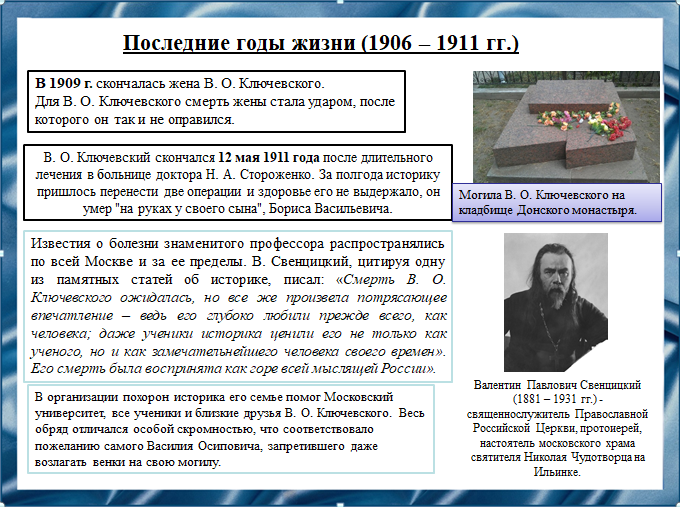 Последние годы жизни (1906 – 1911 гг.)
В 1909 г. скончалась жена В. О. Ключевского.
Для В. О. Ключевского смерть жены стала ударом, после
которого он так и не оправился.
В. О. Ключевский скончался 12 мая 1911 года после длительного
лечения в больнице доктора Н. А. Стороженко. За полгода историку
пришлось перенести две операции и здоровье его не выдержало, он
умер "на руках у своего сына", Бориса Васильевича.
Могила В. О. Ключевского на
кладбище Донского монастыря.
Известия о болезни знаменитого профессора распространялись
по всей Москве и за ее пределы. В. Свенцицкий, цитируя одну
из памятных статей об историке, писал: «Смерть В. О.
Ключевского ожидалась, но все же произвела потрясающее
впечатление – ведь его глубоко любили прежде всего, как
человека; даже ученики историка ценили его не только как
ученого, но и как замечательнейшего человека своего времен».
Его смерть была воспринята как горе всей мыслящей России».
Валентин Павлович Свенцицкий
(1881 – 1931 гг.) -
священнослужитель Православной
Российской Церкви, протоиерей,
настоятель московского храма
святителя Николая Чудотворца на
Ильинке.
В организации похорон историка его семье помог Московский
университет, все ученики и близкие друзья В. О. Ключевского. Весь
обряд отличался особой скромностью, что соответствовало
пожеланию самого Василия Осиповича, запретившего даже
возлагать венки на свою могилу.